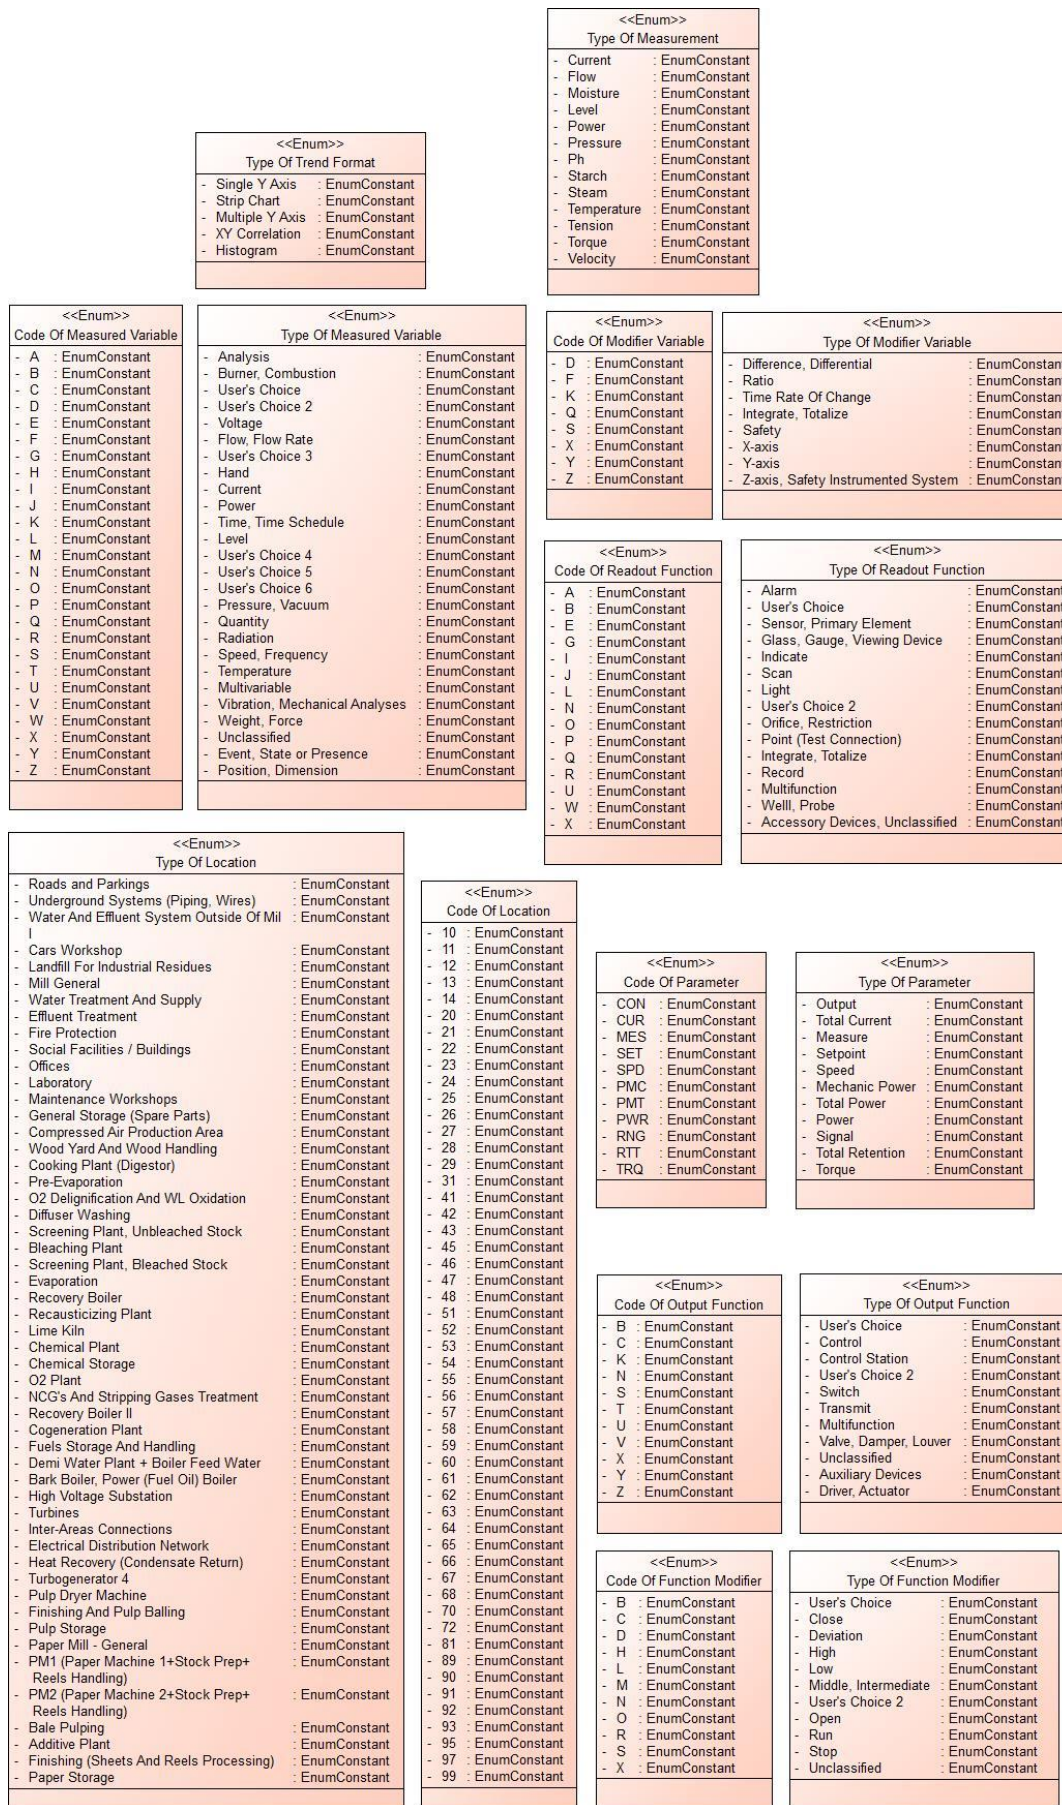 <<Enum>>
Type Of Measurement
- Current : EnumConstant
- Flow : EnumConstant
- Moisture : EnumConstant
- Level : EnumConstant
- Power : EnumConstant
- Pressure : EnumConstant
- Ph : EnumConstant
- Starch : EnumConstant
- Steam : EnumConstant
- Temperature : EnumConstant
- Tension : EnumConstant
- Torque : EnumConstant
- Velocity : EnumConstant
<<Enum>>
Type Of Trend Format
- Single Y Axis : EnumConstant
- Strip Chart : EnumConstant
- Multiple Y Axis : EnumConstant
- XY Correlation : EnumConstant
- Histogram : EnumConstant
<<Enum>>
Code Of Measured Variable
- A : EnumConstant
- B : EnumConstant
- C : EnumConstant
- D : EnumConstant
- E : EnumConstant
- F : EnumConstant
- G : EnumConstant
- H : EnumConstant
- I : EnumConstant
- J : EnumConstant
- K : EnumConstant
- L : EnumConstant
- M : EnumConstant
- N : EnumConstant
- O : EnumConstant
- P : EnumConstant
- Q : EnumConstant
- R : EnumConstant
- S : EnumConstant
- T : EnumConstant
- U : EnumConstant
- V : EnumConstant
- W : EnumConstant
- X : EnumConstant
- Y : EnumConstant
- Z : EnumConstant
<<Enum>>
Type Of Measured Variable
- Analysis : EnumConstant
- Burner, Combustion : EnumConstant
- User's Choice : EnumConstant
- User's Choice 2 : EnumConstant
- Voltage : EnumConstant
- Flow, Flow Rate : EnumConstant
- User's Choice 3 : EnumConstant
- Hand : EnumConstant
- Current : EnumConstant
- Power : EnumConstant
- Time, Time Schedule : EnumConstant
- Level : EnumConstant
- User's Choice 4 : EnumConstant
- User's Choice 5 : EnumConstant
- User's Choice 6 : EnumConstant
- Pressure, Vacuum : EnumConstant
- Quantity : EnumConstant
- Radiation : EnumConstant
- Speed, Frequency : EnumConstant
- Temperature : EnumConstant
- Multivariable : EnumConstant
- Vibration, Mechanical Analyses : EnumConstant
- Weight, Force : EnumConstant
- Unclassified : EnumConstant
- Event, State or Presence : EnumConstant
- Position, Dimension : EnumConstant
<<Enum>>
Code Of Modifier Variable
- D : EnumConstant
- F : EnumConstant
- K : EnumConstant
- Q : EnumConstant
- S : EnumConstant
- X : EnumConstant
- Y : EnumConstant
- Z : EnumConstant
<<Enum>>
Type Of Modifier Variable
- Difference, Differential : EnumConstant
- Ratio : EnumConstant
- Time Rate Of Change : EnumConstant
- Integrate, Totalize : EnumConstant
- Safety : EnumConstant
- X-axis : EnumConstant
- Y-axis : EnumConstant
- Z-axis, Safety Instrumented System : EnumConstant
<<Enum>>
Code Of Readout Function
- A : EnumConstant
- B : EnumConstant
- E : EnumConstant
- G : EnumConstant
- I : EnumConstant
- J : EnumConstant
- L : EnumConstant
- N : EnumConstant
- O : EnumConstant
- P : EnumConstant
- Q : EnumConstant
- R : EnumConstant
- U : EnumConstant
- W : EnumConstant
- X : EnumConstant
<<Enum>>
Type Of Readout Function
- Alarm : EnumConstant
- User's Choice : EnumConstant
- Sensor, Primary Element : EnumConstant
- Glass, Gauge, Viewing Device : EnumConstant
- Indicate : EnumConstant
- Scan : EnumConstant
- Light : EnumConstant
- User's Choice 2 : EnumConstant
- Orifice, Restriction : EnumConstant
- Point (Test Connection) : EnumConstant
- Integrate, Totalize : EnumConstant
- Record : EnumConstant
- Multifunction : EnumConstant
- Welll, Probe : EnumConstant
- Accessory Devices, Unclassified : EnumConstant
<<Enum>>
Type Of Location
- Roads and Parkings : EnumConstant
- Underground Systems (Piping, Wires) : EnumConstant
- Water And Effluent System Outside Of Mil : EnumConstant
l
- Cars Workshop : EnumConstant
- Landfill For Industrial Residues : EnumConstant
- Mill General : EnumConstant
- Water Treatment And Supply : EnumConstant
- Effluent Treatment : EnumConstant
- Fire Protection : EnumConstant
- Social Facilities / Buildings : EnumConstant
- Offices : EnumConstant
- Laboratory : EnumConstant
- Maintenance Workshops : EnumConstant
- General Storage (Spare Parts) : EnumConstant
- Compressed Air Production Area : EnumConstant
- Wood Yard And Wood Handling : EnumConstant
- Cooking Plant (Digestor) : EnumConstant
- Pre-Evaporation : EnumConstant
- O2 Delignification And WL Oxidation : EnumConstant
- Diffuser Washing : EnumConstant
- Screening Plant, Unbleached Stock : EnumConstant
- Bleaching Plant : EnumConstant
- Screening Plant, Bleached Stock : EnumConstant
- Evaporation : EnumConstant
- Recovery Boiler : EnumConstant
- Recausticizing Plant : EnumConstant
- Lime Kiln : EnumConstant
- Chemical Plant : EnumConstant
- Chemical Storage : EnumConstant
- O2 Plant : EnumConstant
- NCG's And Stripping Gases Treatment : EnumConstant
- Recovery Boiler II : EnumConstant
- Cogeneration Plant : EnumConstant
- Fuels Storage And Handling : EnumConstant
- Demi Water Plant + Boiler Feed Water : EnumConstant
- Bark Boiler, Power (Fuel Oil) Boiler : EnumConstant
- High Voltage Substation : EnumConstant
- Turbines : EnumConstant
- Inter-Areas Connections : EnumConstant
- Electrical Distribution Network : EnumConstant
- Heat Recovery (Condensate Return) : EnumConstant
- Turbogenerator 4 : EnumConstant
- Pulp Dryer Machine : EnumConstant
- Finishing And Pulp Balling : EnumConstant
- Pulp Storage : EnumConstant
- Paper Mill - General : EnumConstant
- PM1 (Paper Machine 1+Stock Prep+ : EnumConstant
Reels Handling)
- PM2 (Paper Machine 2+Stock Prep+ : EnumConstant
Reels Handling)
- Bale Pulping : EnumConstant
- Additive Plant : EnumConstant
- Finishing (Sheets And Reels Processing) : EnumConstant
- Paper Storage : EnumConstant
<<Enum>>
Code Of Location
- 10 : EnumConstant
- 11 : EnumConstant
- 12 : EnumConstant
- 13 : EnumConstant
- 14 : EnumConstant
- 20 : EnumConstant
- 21 : EnumConstant
- 22 : EnumConstant
- 23 : EnumConstant
- 24 : EnumConstant
- 25 : EnumConstant
- 26 : EnumConstant
- 27 : EnumConstant
- 28 : EnumConstant
- 29 : EnumConstant
- 31 : EnumConstant
- 41 : EnumConstant
- 42 : EnumConstant
- 43 : EnumConstant
- 45 : EnumConstant
- 46 : EnumConstant
- 47 : EnumConstant
- 48 : EnumConstant
- 51 : EnumConstant
- 52 : EnumConstant
- 53 : EnumConstant
- 54 : EnumConstant
- 55 : EnumConstant
- 56 : EnumConstant
- 57 : EnumConstant
- 58 : EnumConstant
- 59 : EnumConstant
- 60 : EnumConstant
- 61 : EnumConstant
- 62 : EnumConstant
- 63 : EnumConstant
- 64 : EnumConstant
- 65 : EnumConstant
- 66 : EnumConstant
- 67 : EnumConstant
- 68 : EnumConstant
- 70 : EnumConstant
- 72 : EnumConstant
- 81 : EnumConstant
- 89 : EnumConstant
- 90 : EnumConstant
- 91 : EnumConstant
- 92 : EnumConstant
- 93 : EnumConstant
- 95 : EnumConstant
- 97 : EnumConstant
- 99 : EnumConstant
<<Enum>>
Code Of Parameter
- CON : EnumConstant
- CUR : EnumConstant
- MES : EnumConstant
- SET : EnumConstant
- SPD : EnumConstant
- PMC : EnumConstant
- PMT : EnumConstant
- PWR : EnumConstant
- RNG : EnumConstant
- RTT : EnumConstant
- TRQ : EnumConstant
<<Enum>>
Type Of Parameter
- Output : EnumConstant
- Total Current : EnumConstant
- Measure : EnumConstant
- Setpoint : EnumConstant
- Speed : EnumConstant
- Mechanic Power : EnumConstant
- Total Power : EnumConstant
- Power : EnumConstant
- Signal : EnumConstant
- Total Retention : EnumConstant
- Torque : EnumConstant
<<Enum>>
Code Of Output Function
- B : EnumConstant
- C : EnumConstant
- K : EnumConstant
- N : EnumConstant
- S : EnumConstant
- T : EnumConstant
- U : EnumConstant
- V : EnumConstant
- X : EnumConstant
- Y : EnumConstant
- Z : EnumConstant
<<Enum>>
Type Of Output Function
- User's Choice : EnumConstant
- Control : EnumConstant
- Control Station : EnumConstant
- User's Choice 2 : EnumConstant
- Switch : EnumConstant
- Transmit : EnumConstant
- Multifunction : EnumConstant
- Valve, Damper, Louver : EnumConstant
- Unclassified : EnumConstant
- Auxiliary Devices : EnumConstant
- Driver, Actuator : EnumConstant
<<Enum>>
Code Of Function Modifier
- B : EnumConstant
- C : EnumConstant
- D : EnumConstant
- H : EnumConstant
- L : EnumConstant
- M : EnumConstant
- N : EnumConstant
- O : EnumConstant
- R : EnumConstant
- S : EnumConstant
- X : EnumConstant
<<Enum>>
Type Of Function Modifier
- User's Choice : EnumConstant
- Close : EnumConstant
- Deviation : EnumConstant
- High : EnumConstant
- Low : EnumConstant
- Middle, Intermediate : EnumConstant
- User's Choice 2 : EnumConstant
- Open : EnumConstant
- Run : EnumConstant
- Stop : EnumConstant
- Unclassified : EnumConstant